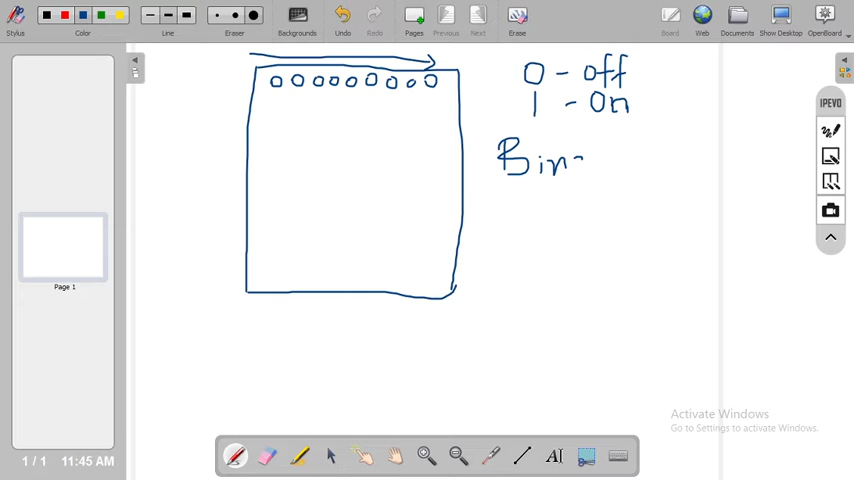 Stylus
Color
Line
Eraser
Backgrounds
Undo
Redo
Pages
Previous
Next
Erase
Board
Web
Documents
Show Desktop
OpenBoard
IPEVO
o o o o o o o o o
0 - off
1 - On
Bin
Page 1
Activate Windows
Go to Settings to activate Windows.
AI
1 / 1 11:45 AM